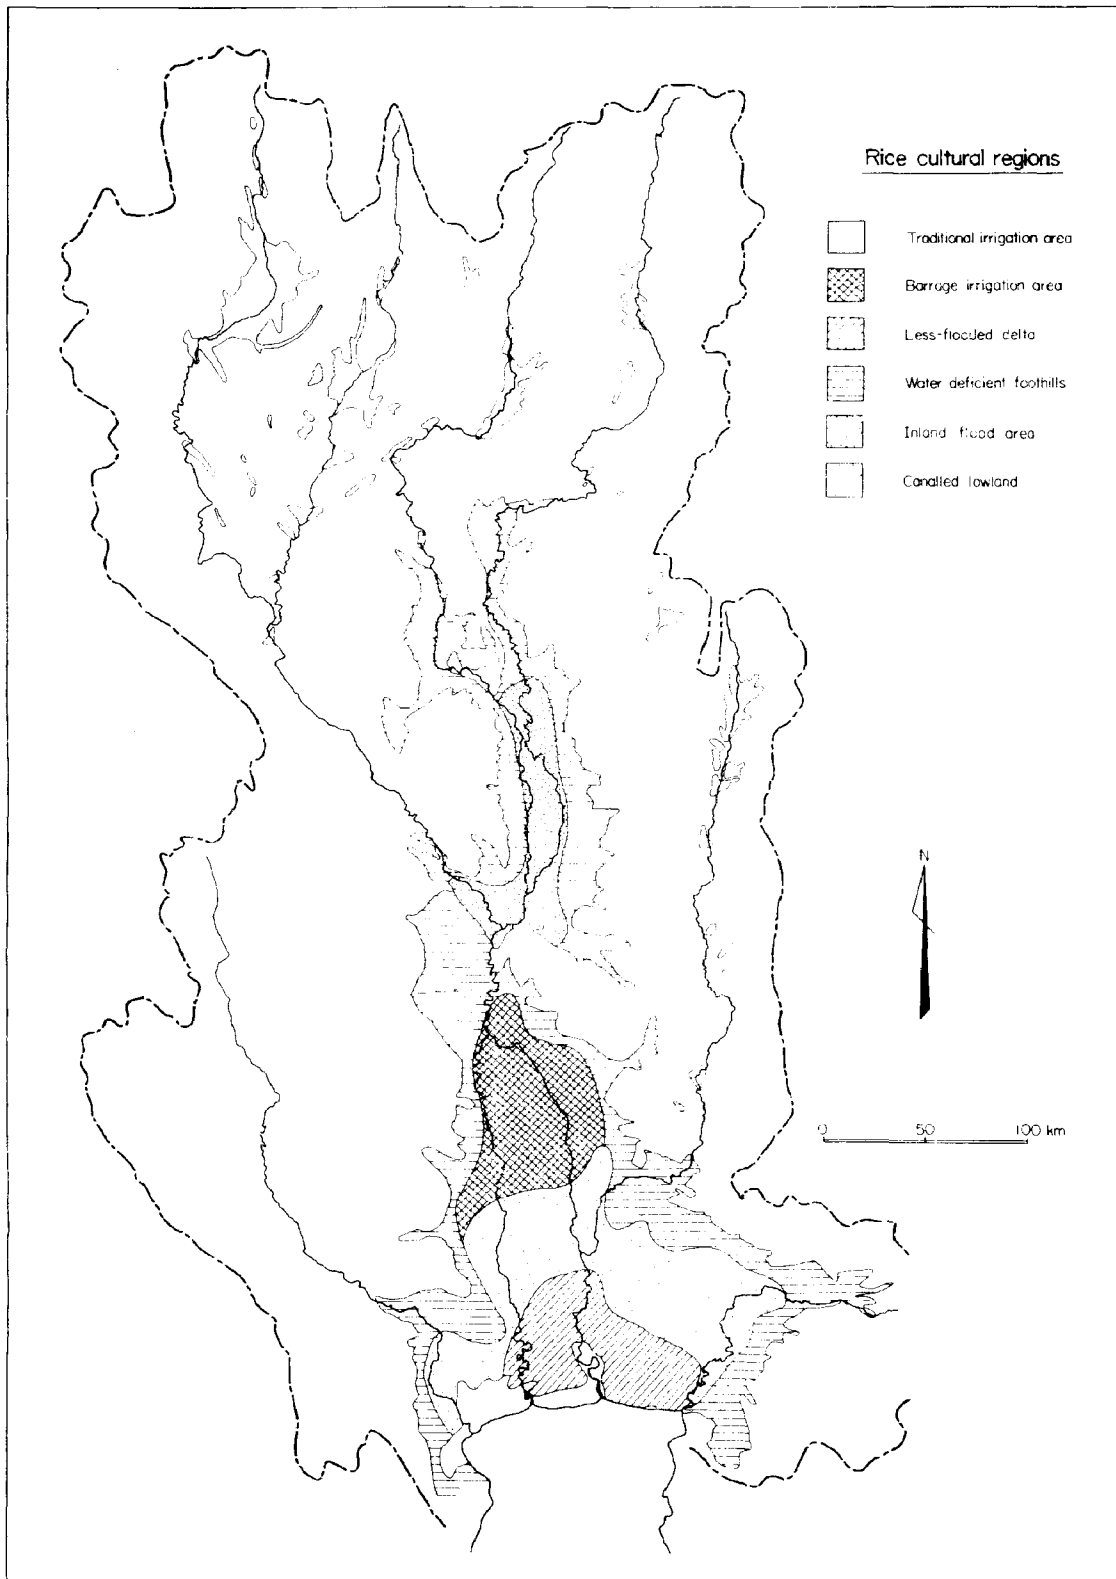 Rice cultural regions
Traditional irrigation area
Barrage irrigation area
Less-flooded delta
Water deficient foothills
Inland flood area
Canalled lowland
N
0 50 100 km